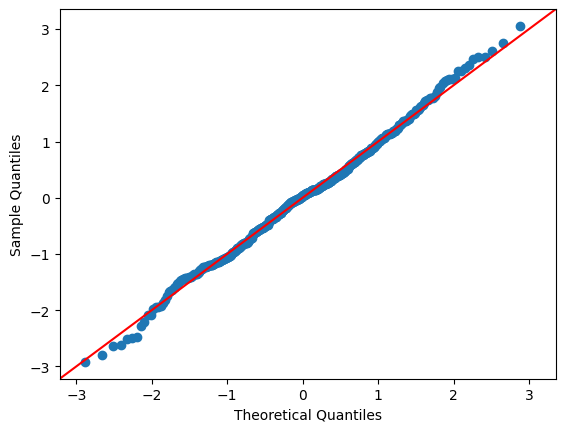 3
2
1
0
−1
−2
−3
Sample Quantiles
−3 −2 −1 0 1 2 3
Theoretical Quantiles